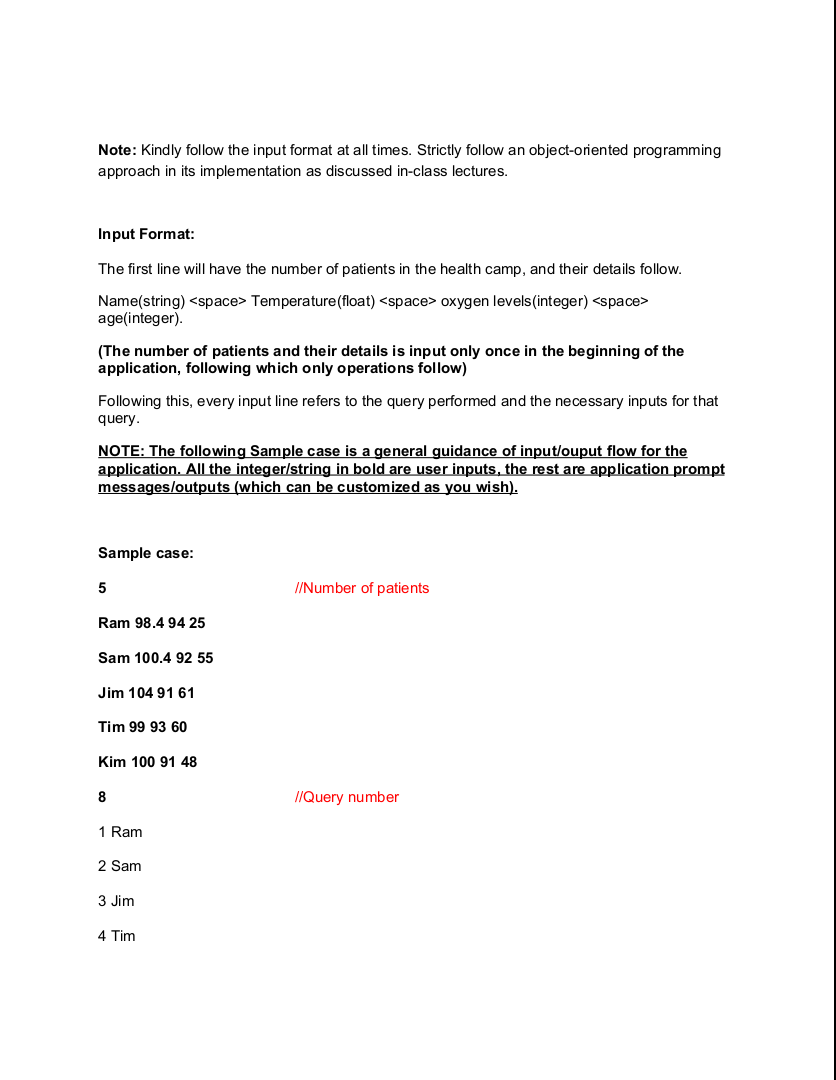 Note: Kindly follow the input format at all times. Strictly follow an object-oriented programming
approach in its implementation as discussed in-class lectures.
Input Format:
The first line will have the number of patients in the health camp, and their details follow.
Name(string) <space> Temperature(float) <space> oxygen levels(integer) <space>
age(integer).
(The number of patients and their details is input only once in the beginning of the
application, following which only operations follow)
Following this, every input line refers to the query performed and the necessary inputs for that
query.
NOTE: The following Sample case is a general guidance of input/ouput flow for the
application. All the integer/string in bold are user inputs, the rest are application prompt
messages/outputs (which can be customized as you wish).
Sample case:
5 //Number of patients
Ram 98.4 94 25
Sam 100.4 92 55
Jim 104 91 61
Tim 99 93 60
Kim 100 91 48
8 //Query number
1 Ram
2 Sam
3 Jim
4 Tim